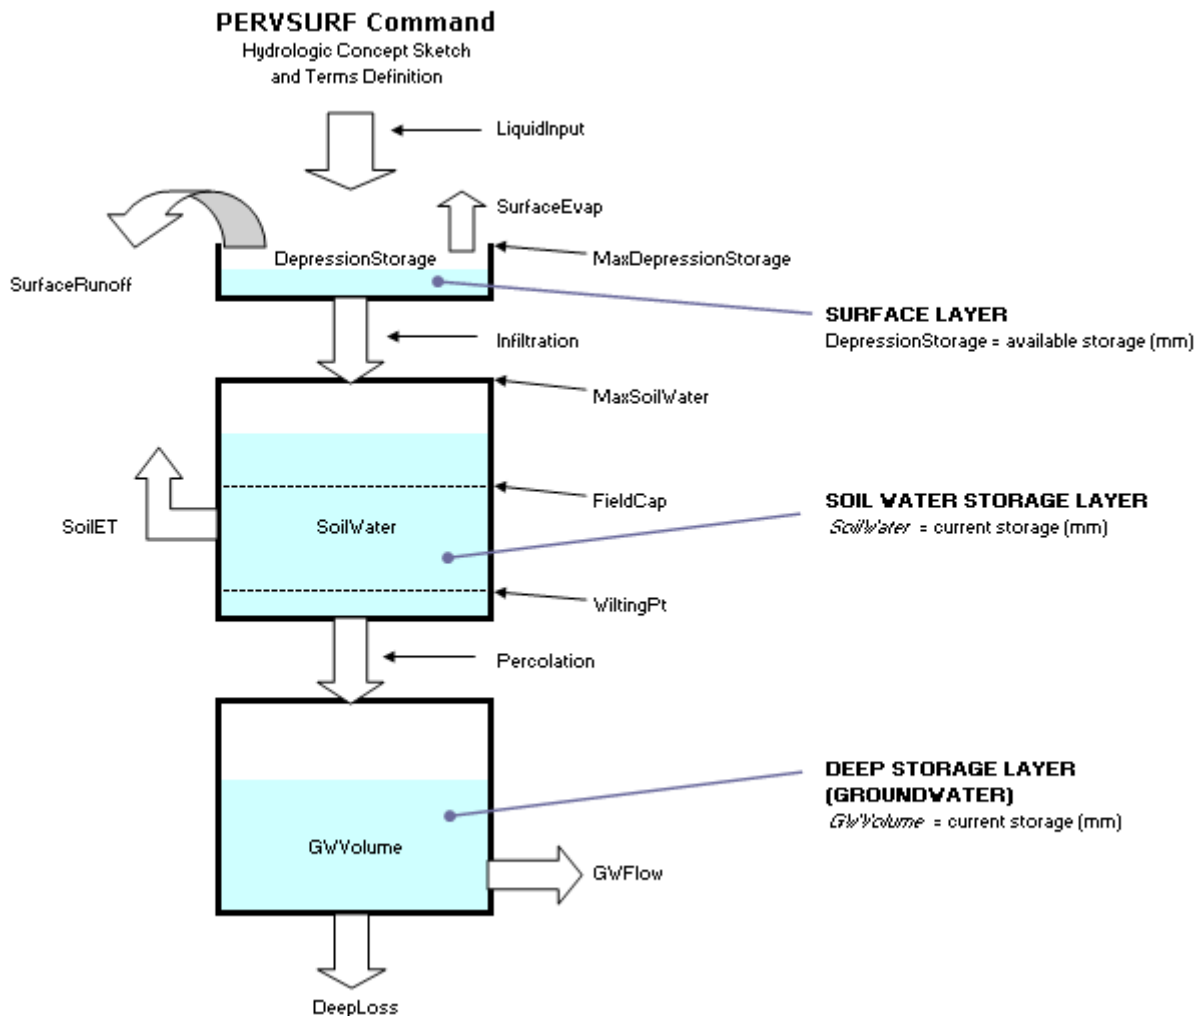 PERVSURF Command
Hydrologic Concept Sketch
and Terms Definition
LiquidInput
SurfaceEvap
DepressionStorage
MaxDepressionStorage
SurfaceRunoff
SURFACE LAYER
DepressionStorage = available storage (mm)
Infiltration
MaxSoilWater
FieldCap
SOIL WATER STORAGE LAYER
SoilWater = current storage (mm)
SoilET
SoilWater
WiltingPt
Percolation
DEEP STORAGE LAYER
(GROUNDWATER)
GWVolume = current storage (mm)
GWVolume
GWFlow
DeepLoss